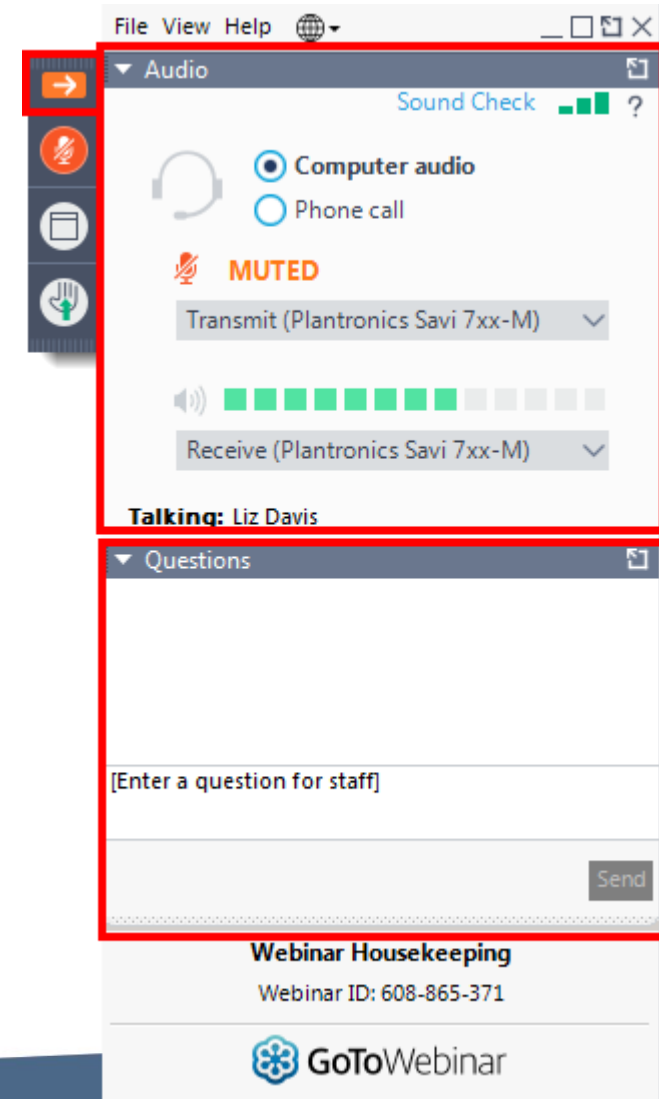 File View Help
Audio
Sound Check ?
Computer audio
Phone call
MUTED
Transmit (Plantronics Savi 7xx-M)
Receive (Plantronics Savi 7xx-M)
Talking: Liz Davis
Questions
[Enter a question for staff]
Send
Webinar Housekeeping
Webinar ID: 608-865-371
GoToWebinar